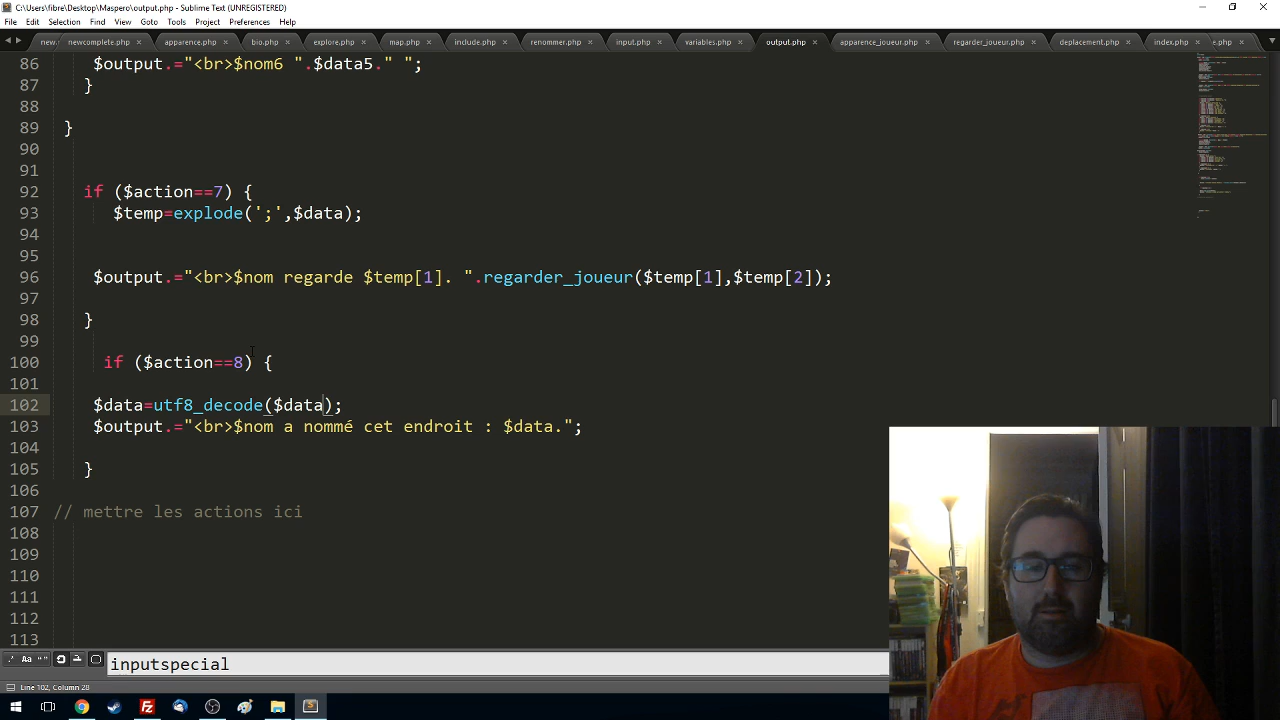 C:\Users\fibre\Desktop\Maspero\output.php - Sublime Text (UNREGISTERED)
File Edit Selection Find View Goto Tools Project Preferences Help
new. newcomplete.php apparence.php bio.php explore.php map.php include.php renommer.php input.php variables.php output.php apparence_joueur.php regarder_joueur.php deplacement.php index.php e.php
86 $output.="<br>$nom6 ".$data5." ";
87 }
88
89 }
90
91
92 if ($action==7) {
93 $temp=explode(';',$data);
94
95
96 $output.="<br>$nom regarde $temp[1]. ".regarder_joueur($temp[1],$temp[2]);
97
98 }
99
100 if ($action==8) {
101
102 $data=utf8_decode($data);
103 $output.="<br>$nom a nommé cet endroit : $data.";
104
105 }
106
107 // mettre les actions ici
108
109
110
111
112
113
.* Aa “”
inputspecial
Line 102, Column 28